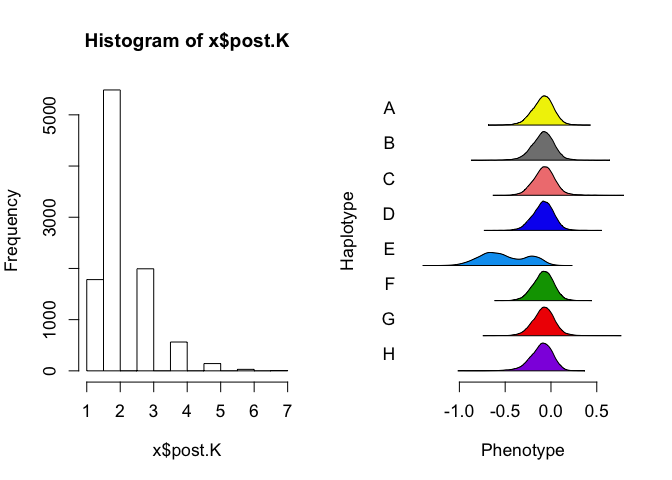 Histogram of x$post.K
Frequency
0
1000
3000
5000
1 2 3 4 5 6 7
x$post.K
Haplotype
A
B
C
D
E
F
G
H
-1.0 -0.5 0.0 0.5
Phenotype